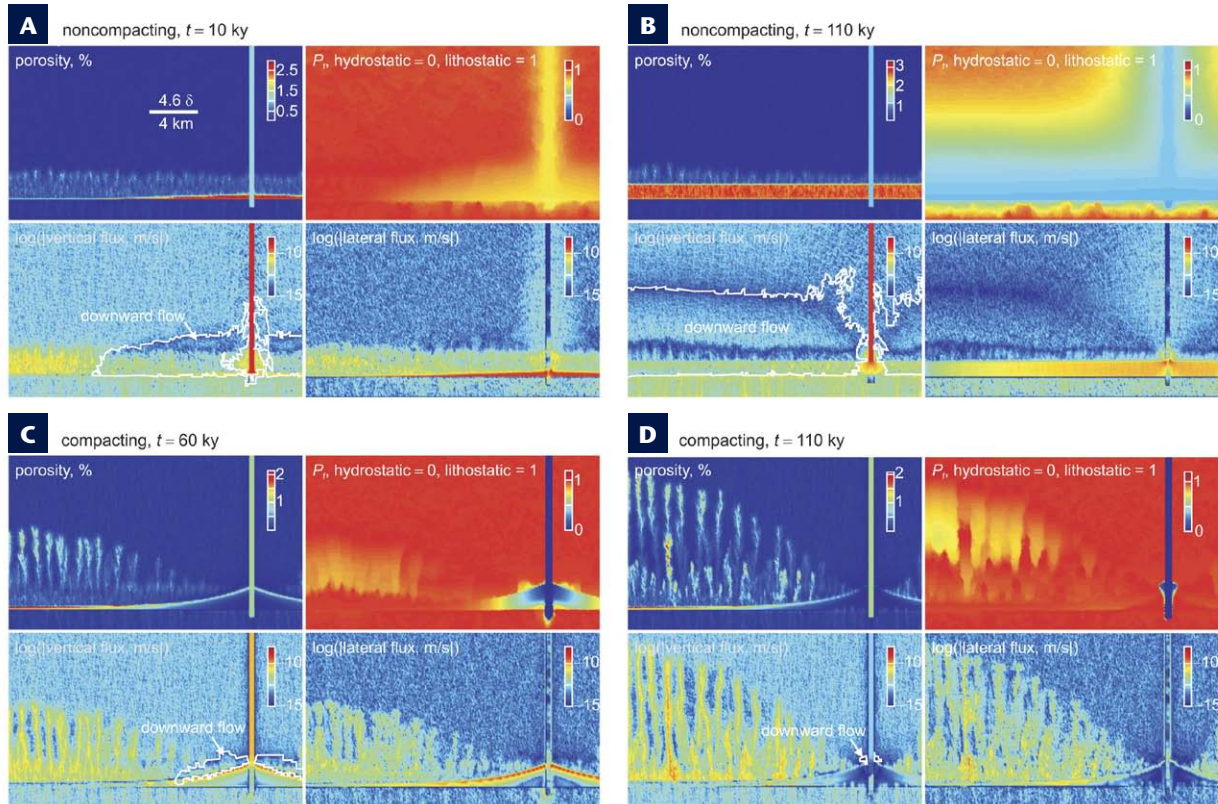 A
noncompacting, t = 10 ky
porosity, %
2.5
1.5
0.5
4.6 δ
4 km
Pr, hydrostatic = 0, lithostatic = 1
1
0
log(|vertical flux, m/s|)
-10
-15
downward flow
log(|lateral flux, m/s|)
-10
-15
B
noncompacting, t = 110 ky
porosity, %
3
2
1
Pr, hydrostatic = 0, lithostatic = 1
1
0
log(|vertical flux, m/s|)
-10
-15
downward flow
log(|lateral flux, m/s|)
-10
-15
C
compacting, t = 60 ky
porosity, %
2
1
Pr, hydrostatic = 0, lithostatic = 1
1
0
log(|vertical flux, m/s|)
-10
-15
downward flow
log(|lateral flux, m/s|)
-10
-15
D
compacting, t = 110 ky
porosity, %
2
1
Pr, hydrostatic = 0, lithostatic = 1
1
0
log(|vertical flux, m/s|)
-10
-15
downward flow
log(|lateral flux, m/s|)
-10
-15